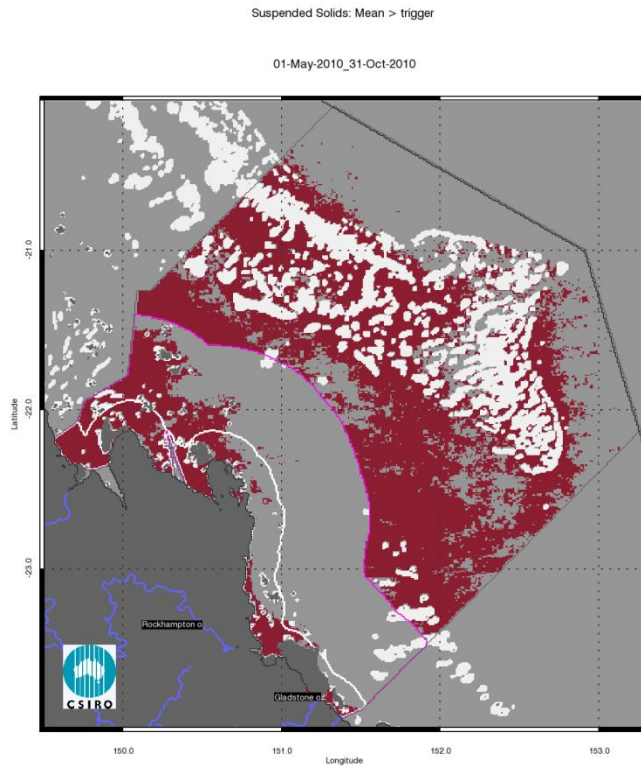 Suspended Solids: Mean > trigger
01-May-2010_31-Oct-2010
-21.0
-22.0
-23.0
Latitude
Rockhampton o
Gladstone o
CSIRO
150.0 151.0 152.0 153.0
Longitude